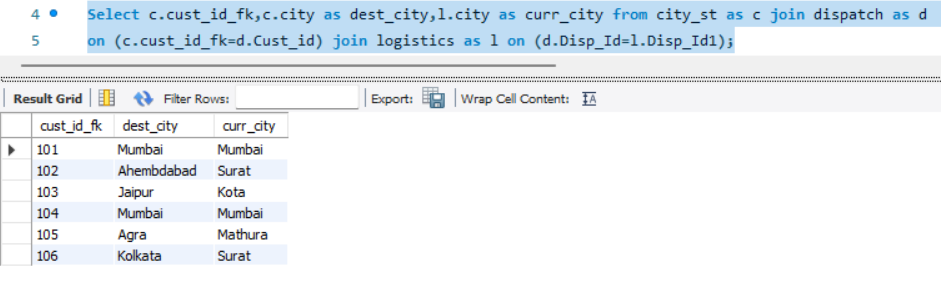 4 Select c.cust_id_fk,c.city as dest_city,l.city as curr_city from city_st as c join dispatch as d
5 on (c.cust_id_fk=d.Cust_id) join logistics as l on (d.Disp_Id=l.Disp_Id1);
Result Grid Filter Rows: Export: Wrap Cell Content: IA
cust_id_fk dest_city curr_city
101 Mumbai Mumbai
102 Ahembdabad Surat
103 Jaipur Kota
104 Mumbai Mumbai
105 Agra Mathura
106 Kolkata Surat